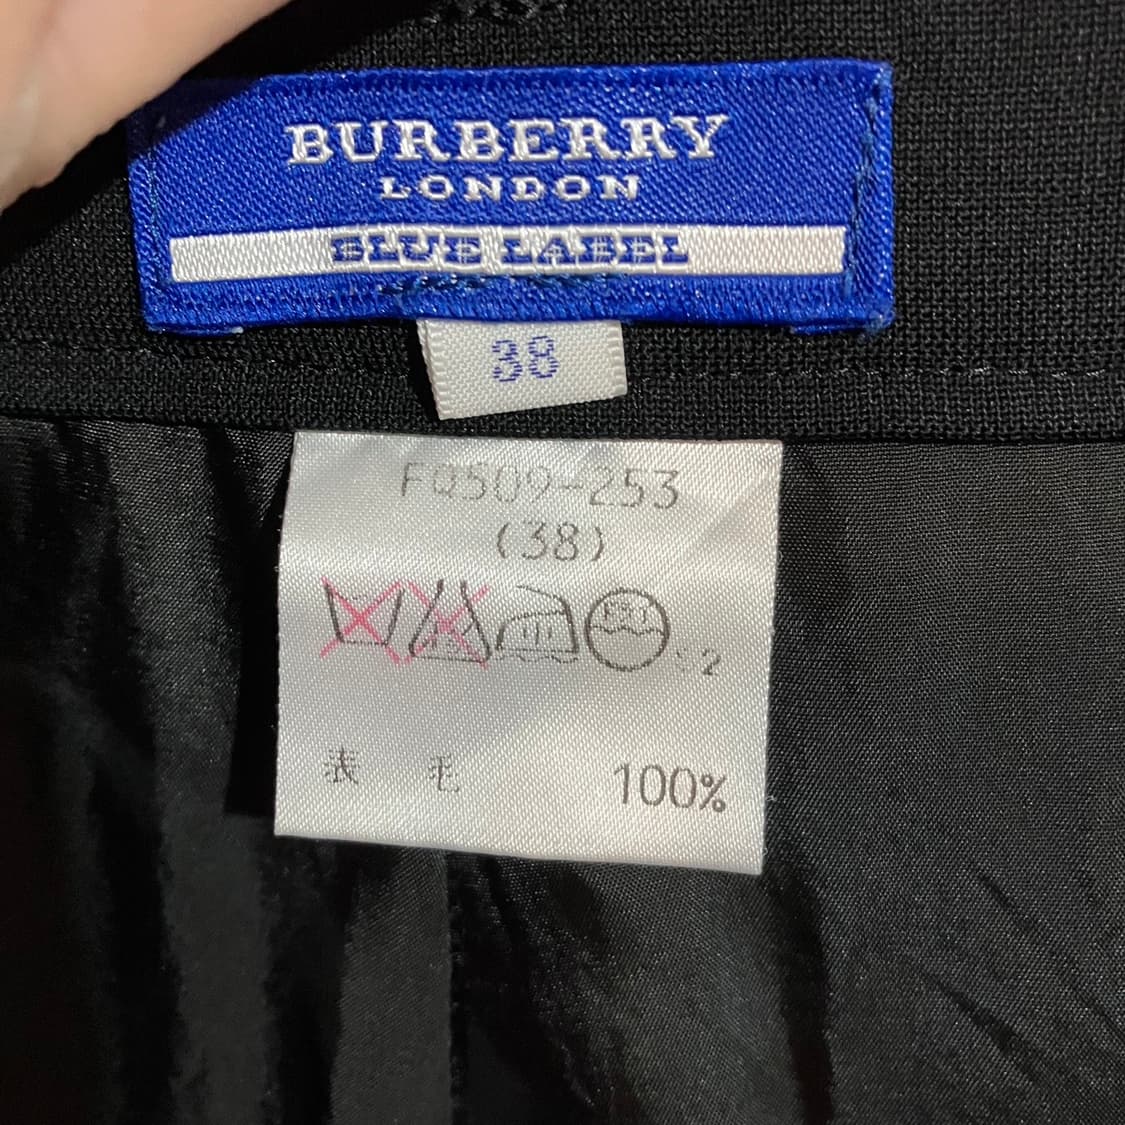 BURBERRY
LONDON
BLUE LABEL
38
FQ509-253
(38)
表 毛 100%